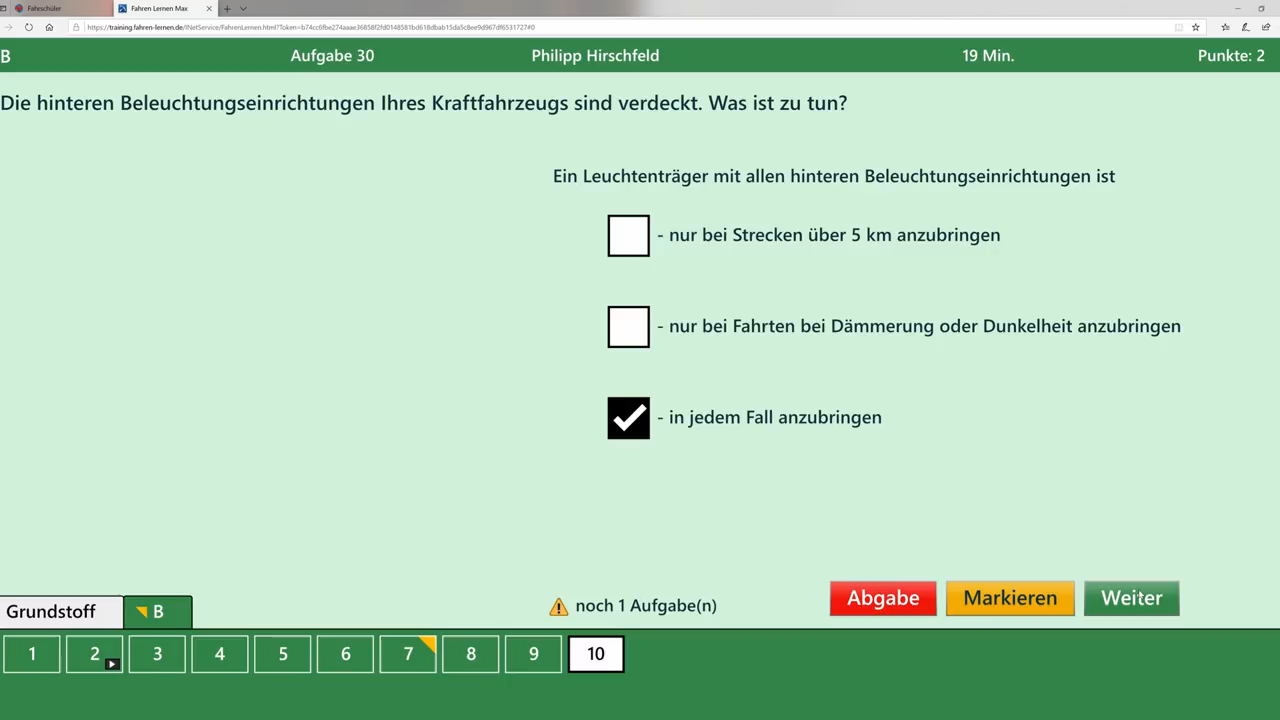 Fahrschüler
Fahren Lernen Max
B
Aufgabe 30
Philipp Hirschfeld
19 Min.
Punkte: 2
Die hinteren Beleuchtungseinrichtungen Ihres Kraftfahrzeugs sind verdeckt. Was ist zu tun?
Ein Leuchtenträger mit allen hinteren Beleuchtungseinrichtungen ist
- nur bei Strecken über 5 km anzubringen
- nur bei Fahrten bei Dämmerung oder Dunkelheit anzubringen
- in jedem Fall anzubringen
noch 1 Aufgabe(n)
Abgabe
Markieren
Weiter
Grundstoff
B
1
2
3
4
5
6
7
8
9
10